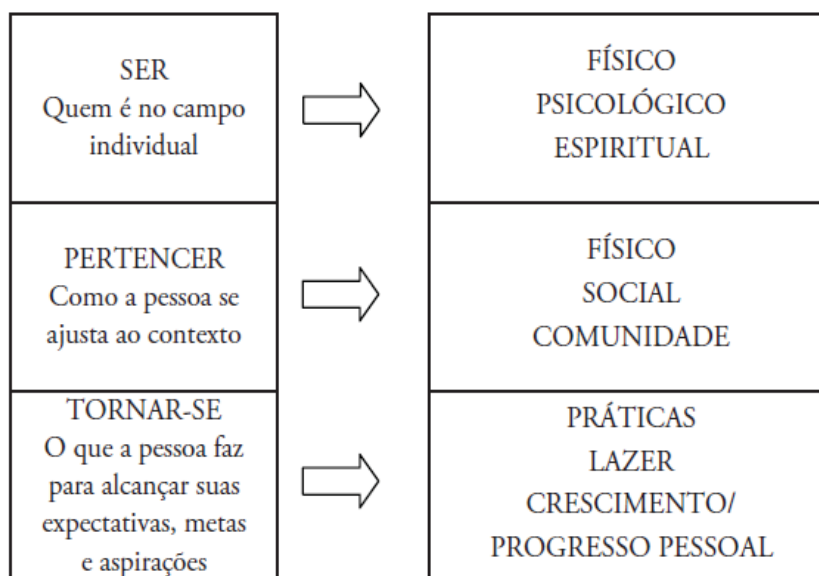 SER
Quem é no campo
individual
FÍSICO
PSICOLÓGICO
ESPIRITUAL
PERTENCER
Como a pessoa se
ajusta ao contexto
FÍSICO
SOCIAL
COMUNIDADE
TORNAR-SE
O que a pessoa faz
para alcançar suas
expectativas, metas
e aspirações
PRÁTICAS
LAZER
CRESCIMENTO/
PROGRESSO PESSOAL